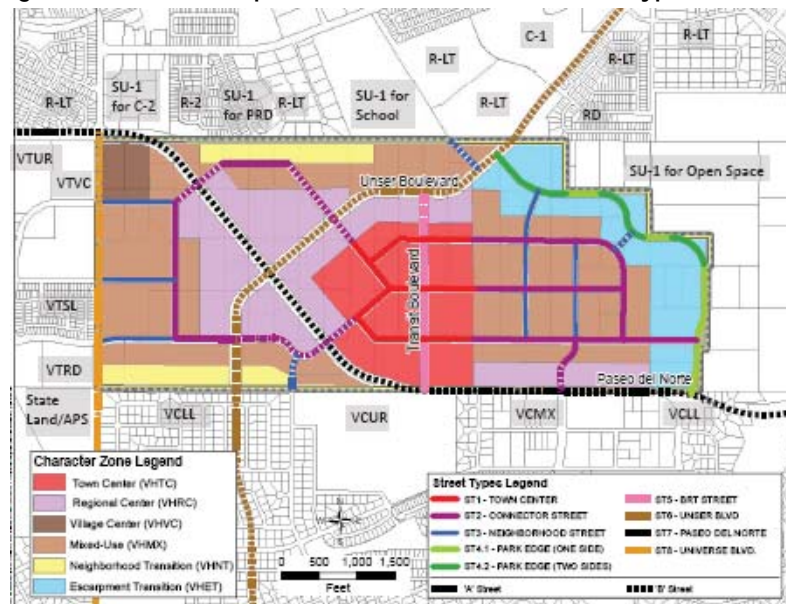 C-1
R-LT
R-LT
R-LT
SU-1 for C-2
R-2
SU-1 for PRD
R-LT
SU-1 for School
R-LT
RD
VTUR
VTVC
Unser Boulevard
SU-1 for Open Space
Transit Boulevard
VTSL
VTRD
Paseo del Norte
State Land/APS
VCLL
VCUR
VCMX
VCLL
Character Zone Legend
Town Center (VHTC)
Regional Center (VHRC)
Village Center (VHVC)
Mixed-Use (VHMX)
Neighborhood Transition (VHNT)
Escarpment Transition (VHET)
N
W E
S
0 500 1,000 1,500
Feet
Street Types Legend
ST1 - TOWN CENTER
ST2 - CONNECTOR STREET
ST3 - NEIGHBORHOOD STREET
ST4.1 - PARK EDGE (ONE SIDE)
ST4.2 - PARK EDGE (TWO SIDES)
ST5 - BRT STREET
ST6 - UNSER BLVD
ST7 - PASEO DEL NORTE
ST8 - UNIVERSE BLVD.
'A' Street
'B' Street